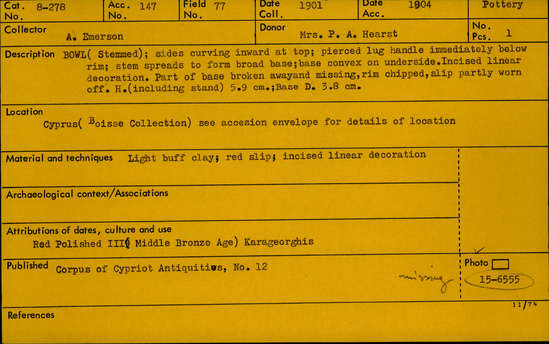 Cat. No. 8-278 Acc. No. 147 Field No. 77 Date Coll. 1901 Date Acc. 1904 Pottery
Collector A. Emerson Donor Mrs. P. A. Hearst No. Pcs. 1
Description BOWL( Stemmed); sides curving inward at top; pierced lug handle immediately below
rim; stem spreads to form broad base;base convex on underside.Incised linear
decoration. Part of base broken awayand missing,rim chipped,slip partly worn
off. H.(including stand) 5.9 cm.;Base D. 3.8 cm.
Location
Cyprus( Boisse Collection) see accesion envelope for details of location
Material and techniques Light buff clay; red slip; incised linear decoration
Archaeological context/Associations
Attributions of dates, culture and use
Red Polished III( Middle Bronze Age) Karageorghis
Published Corpus of Cypriot Antiquities, No. 12 missing Photo 15-6555
11/74
References